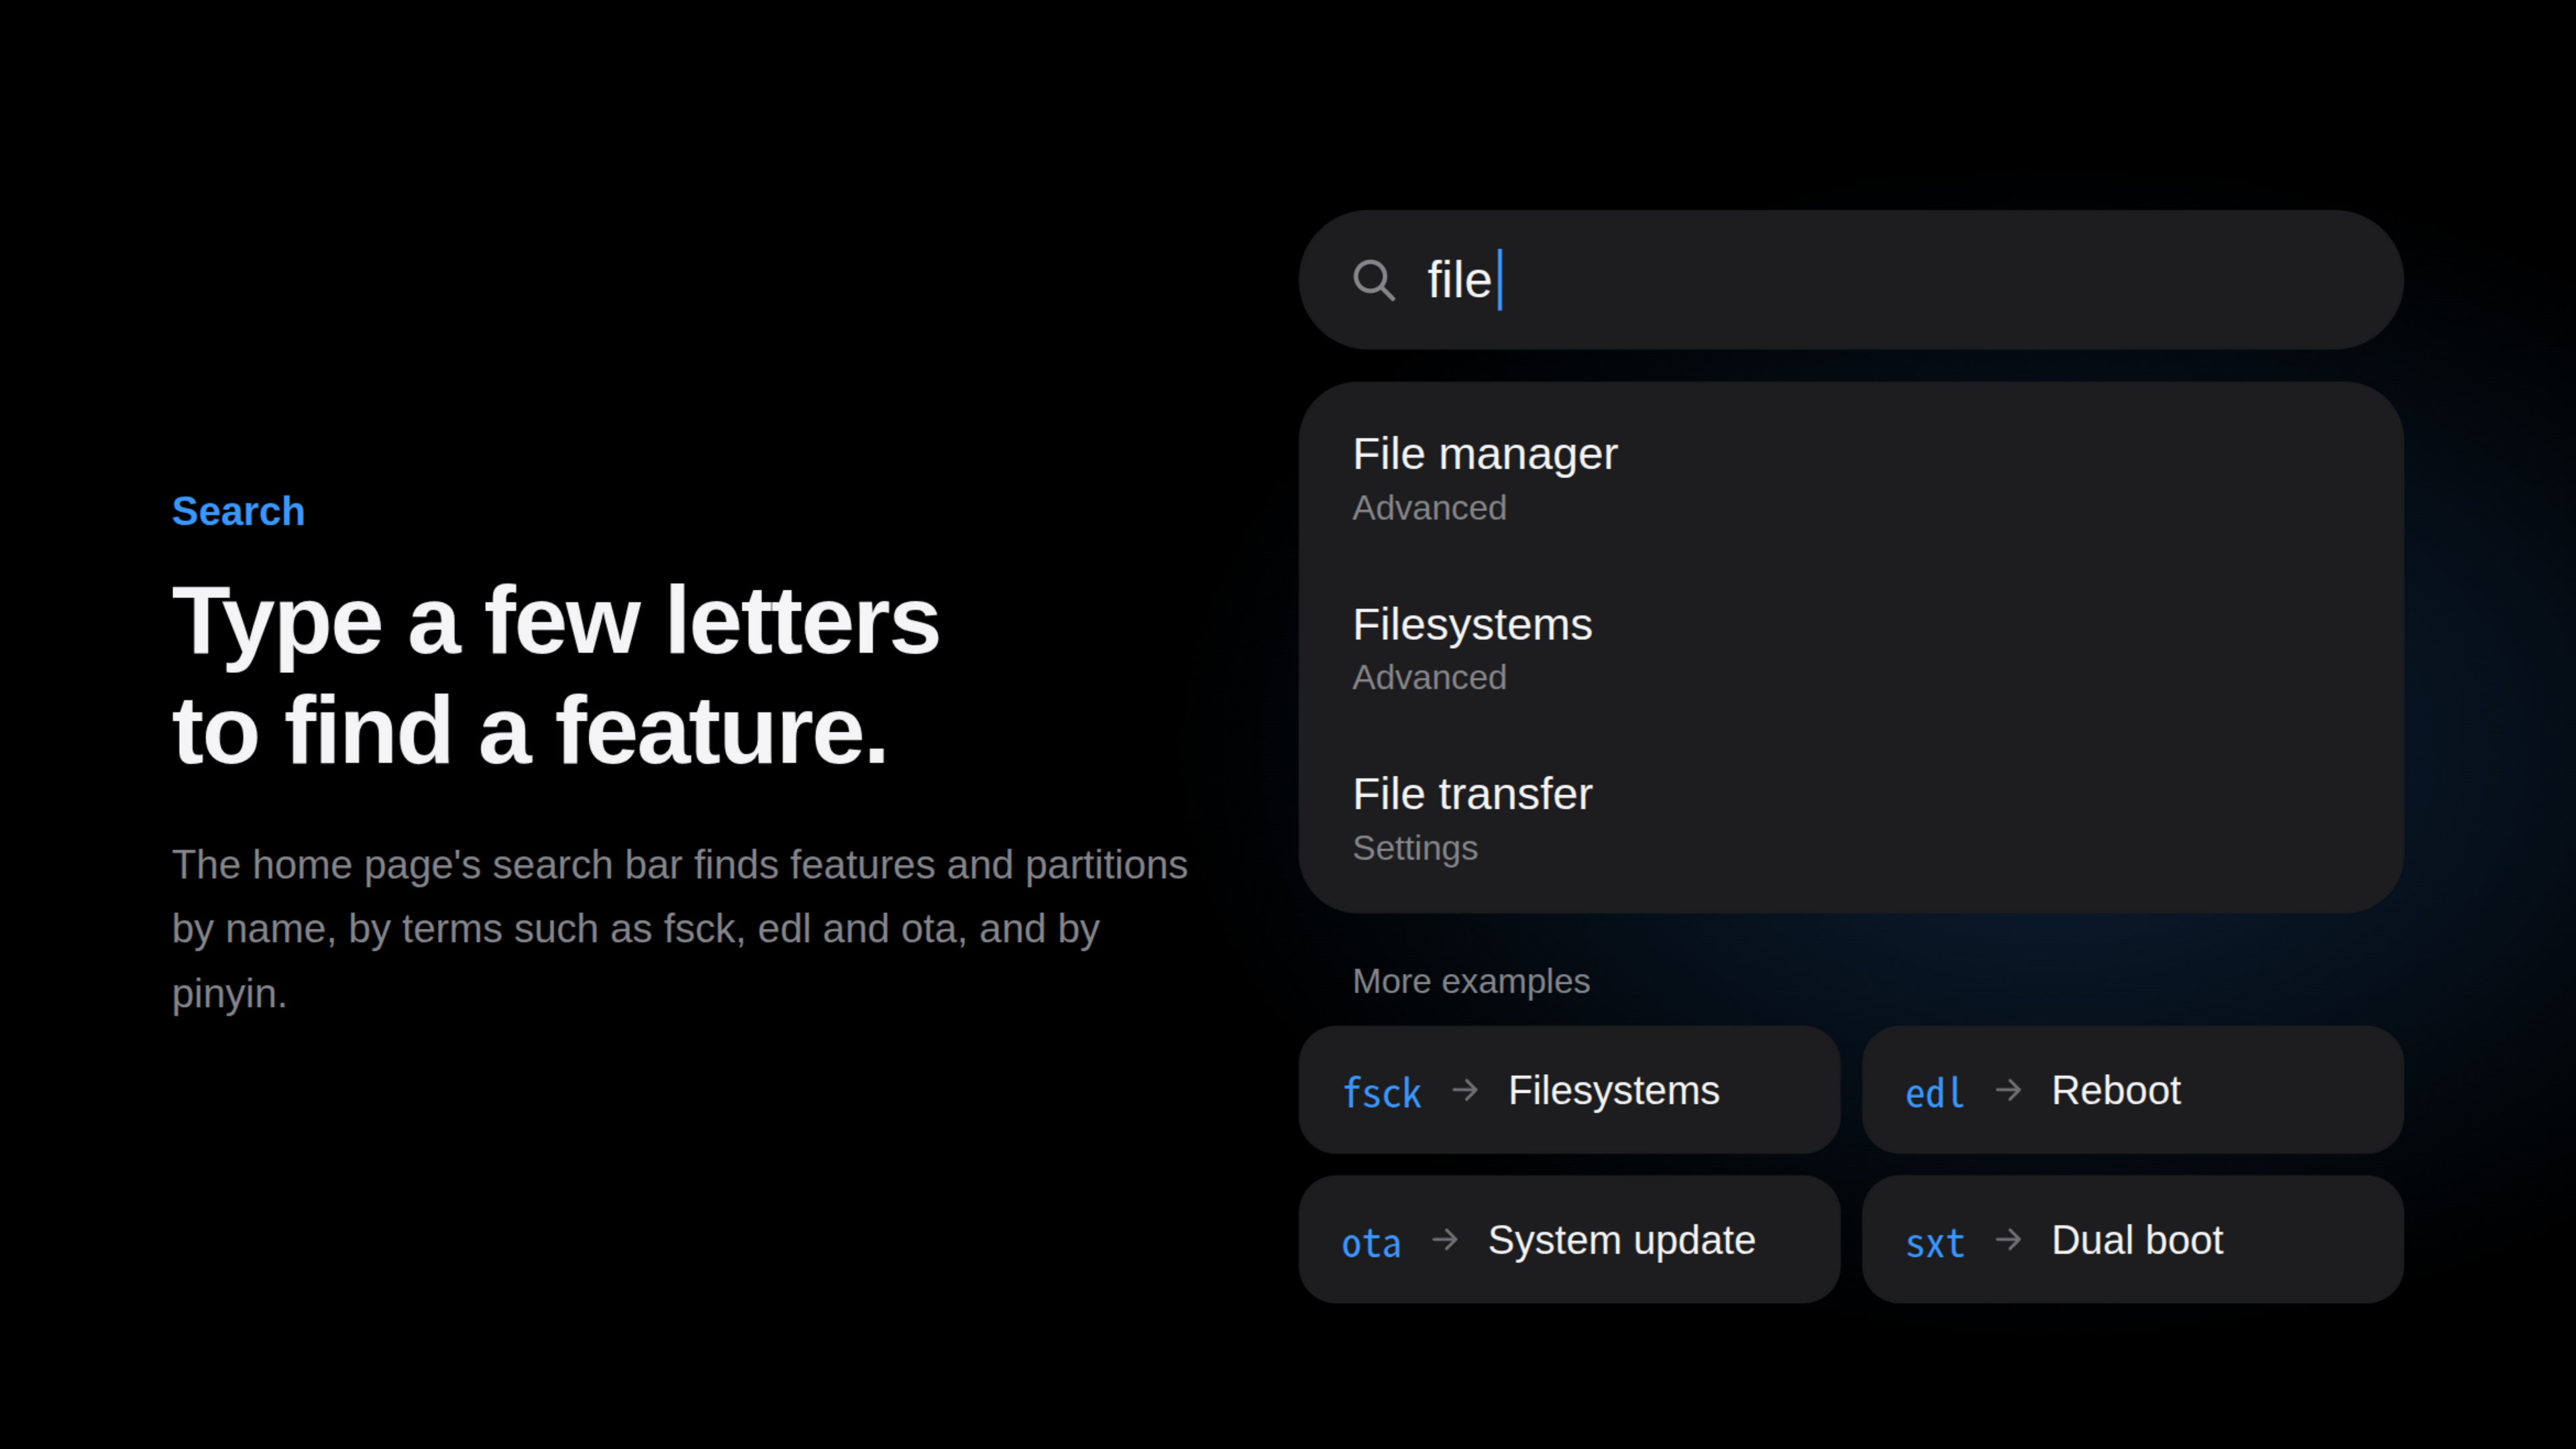 Search
Type a few letters
to find a feature.
The home page's search bar finds features and partitions
by name, by terms such as fsck, edl and ota, and by
pinyin.
file
File manager
Advanced
Filesystems
Advanced
File transfer
Settings
More examples
fsck → Filesystems
edl → Reboot
ota → System update
sxt → Dual boot